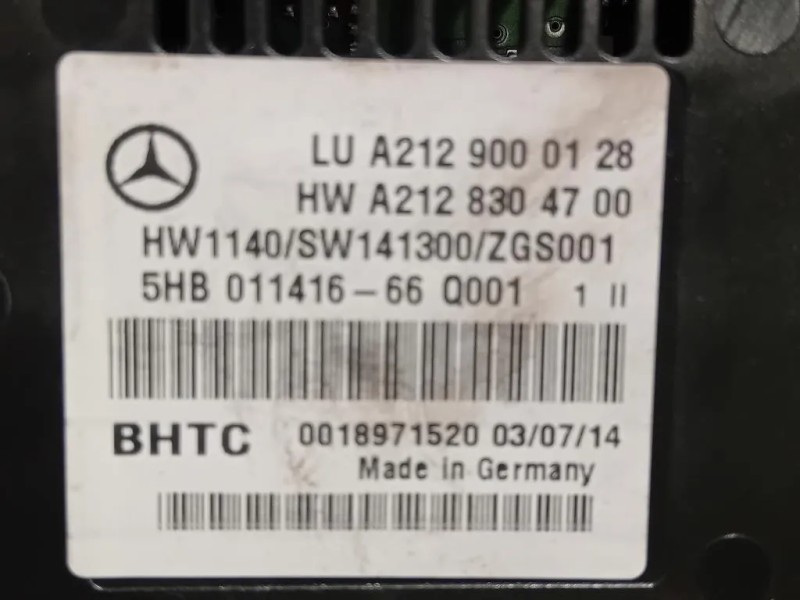 LU A212 900 01 28
HW A212 830 47 00
HW1140/SW141300/ZGS001
5HB 011416-66 Q001 1 II
BHTC 0018971520 03/07/14
Made in Germany